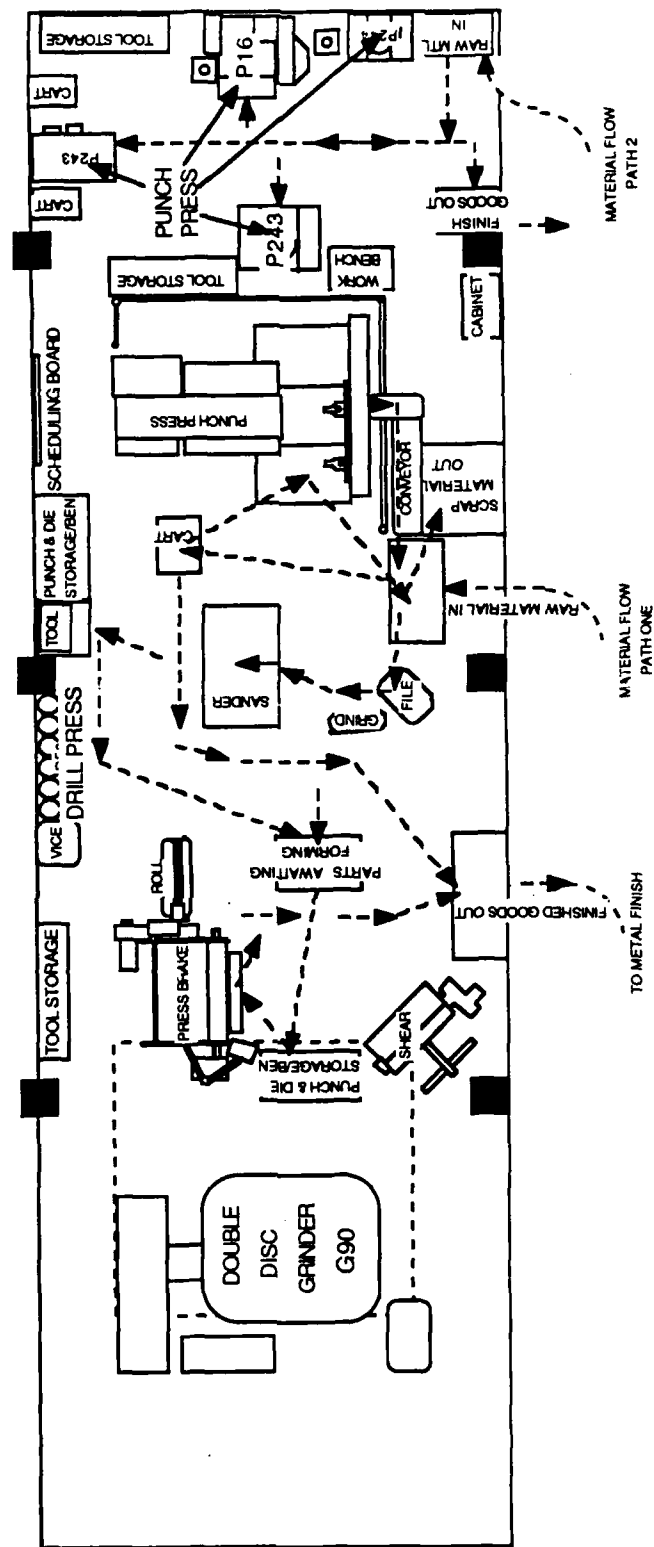 TOOL STORAGE
CART
P243
CART
PUNCH
PRESS
P16
RAW MTL
IN
P243
FINISH
GOODS OUT
MATERIAL FLOW
PATH 2
TOOL STORAGE
WORK
BENCH
CABINET
SCHEDULING BOARD
PUNCH PRESS
CONVEYOR
SCRAP
MATERIAL
OUT
PUNCH & DIE
STORAGE/BEN
CART
TOOL
RAW MATERIAL IN
MATERIAL FLOW
PATH ONE
SANDER
GRIND
FILE
VICE
DRILL PRESS
PARTS AWAITING
FORMING
FINISHED GOODS OUT
TO METAL FINISH
TOOL STORAGE
ROLL
PRESS BRAKE
PUNCH & DIE
STORAGE/BEN
SHEAR
DOUBLE
DISC
GRINDER
G90